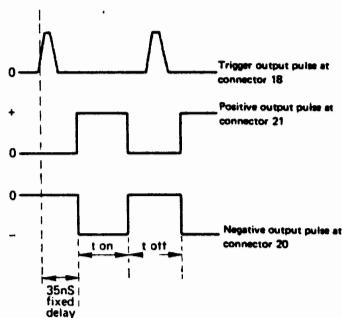 0
Trigger output pulse at
connector 18
+
Positive output pulse at
connector 21
0
0
Negative output pulse at
connector 20
−
t on
t off
35nS
fixed
delay